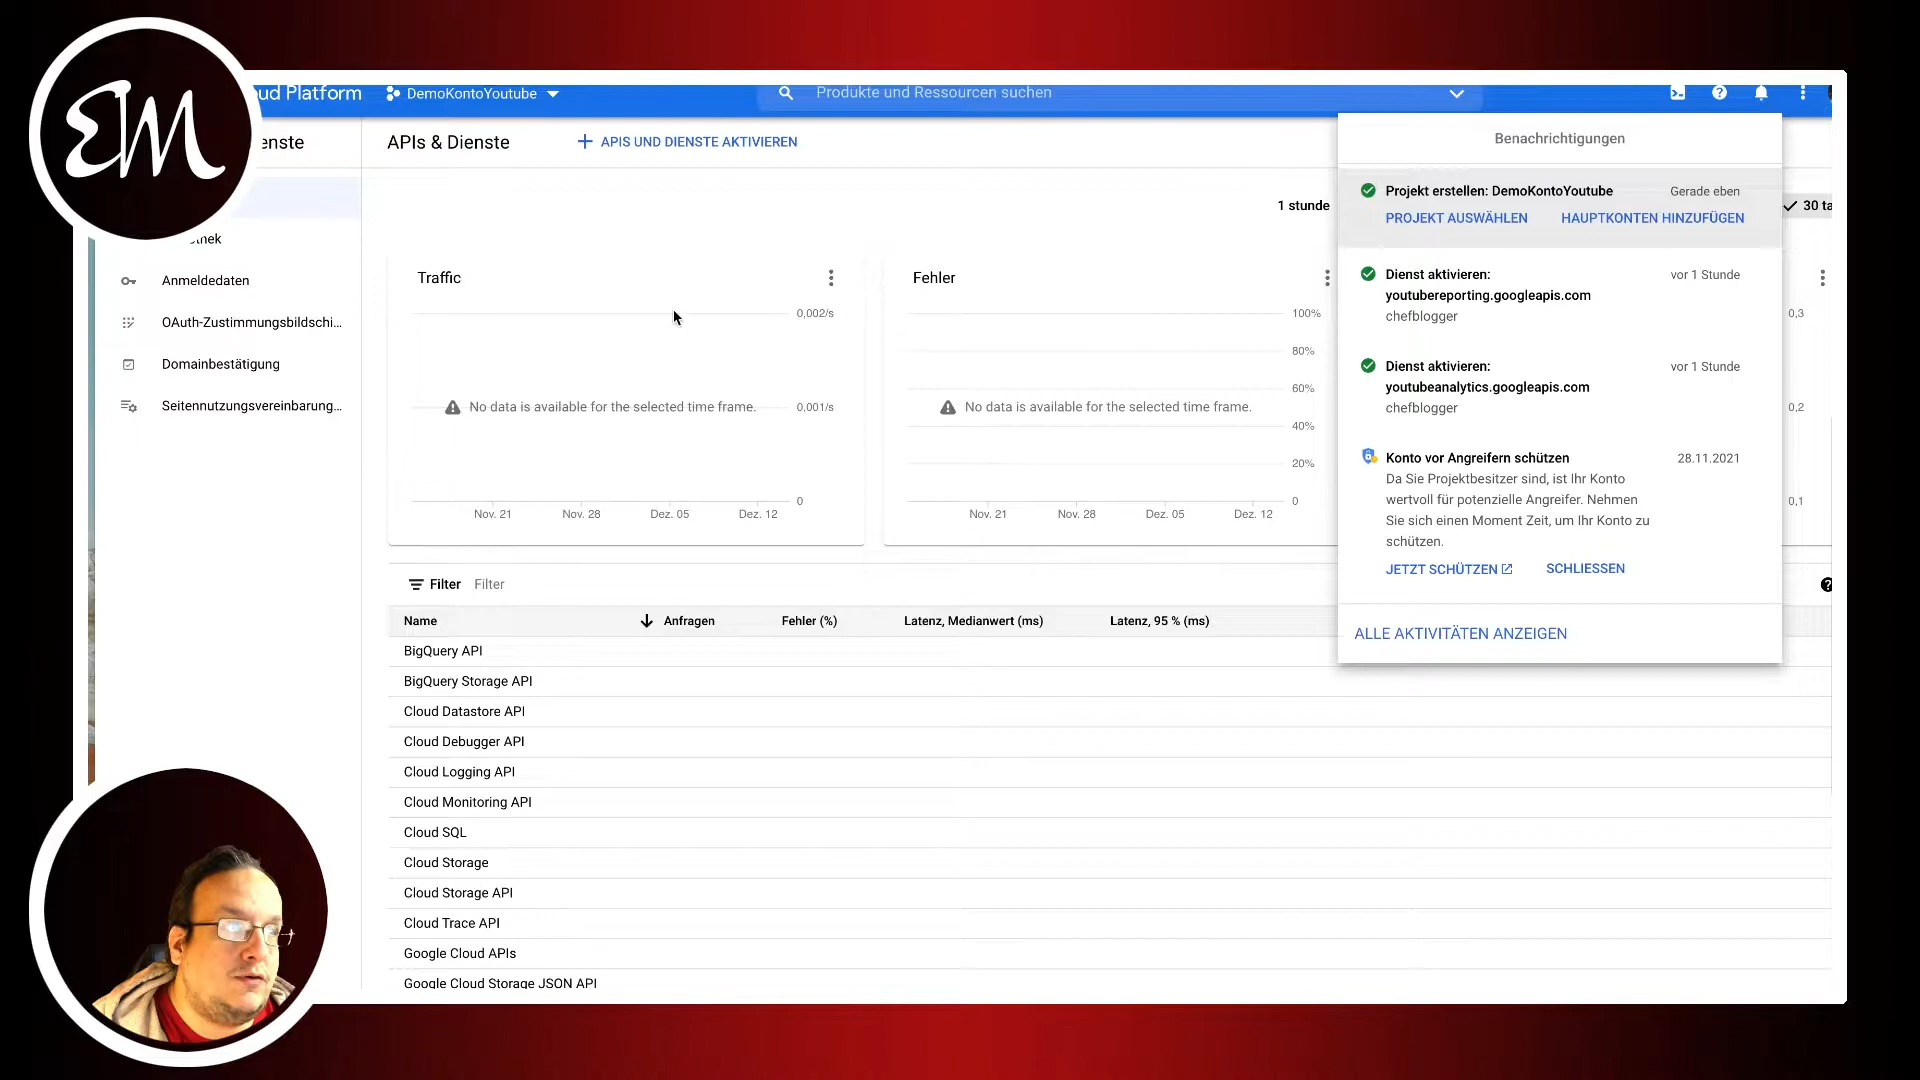 EM
oud Platform
DemoKontoYoutube
Produkte und Ressourcen suchen
enste
APIs & Dienste
APIS UND DIENSTE AKTIVIEREN
thek
Anmeldedaten
OAuth-Zustimmungsbildschi…
Domainbestätigung
Seitennutzungsvereinbarung…
1 stunde
30 ta
Traffic
0,002/s
No data is available for the selected time frame.
0,001/s
0
Nov. 21
Nov. 28
Dez. 05
Dez. 12
Fehler
100%
80%
No data is available for the selected time frame.
60%
40%
20%
0
Nov. 21
Nov. 28
Dez. 05
Dez. 12
0,3
0,2
0,1
Benachrichtigungen
Projekt erstellen: DemoKontoYoutube
Gerade eben
PROJEKT AUSWÄHLEN
HAUPTKONTEN HINZUFÜGEN
Dienst aktivieren:
vor 1 Stunde
youtubereporting.googleapis.com
chefblogger
Dienst aktivieren:
vor 1 Stunde
youtubeanalytics.googleapis.com
chefblogger
Konto vor Angreifern schützen
28.11.2021
Da Sie Projektbesitzer sind, ist Ihr Konto
wertvoll für potenzielle Angreifer. Nehmen
Sie sich einen Moment Zeit, um Ihr Konto zu
schützen.
JETZT SCHÜTZEN
SCHLIESSEN
ALLE AKTIVITÄTEN ANZEIGEN
Filter
Filter
Name
Anfragen
Fehler (%)
Latenz, Medianwert (ms)
Latenz, 95 % (ms)
BigQuery API
BigQuery Storage API
Cloud Datastore API
Cloud Debugger API
Cloud Logging API
Cloud Monitoring API
Cloud SQL
Cloud Storage
Cloud Storage API
Cloud Trace API
Google Cloud APIs
Google Cloud Storage JSON API